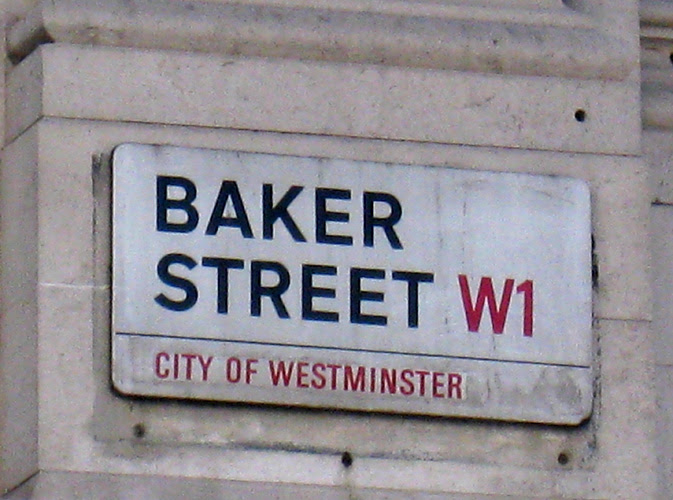 BAKER
STREET W1
CITY OF WESTMINSTER